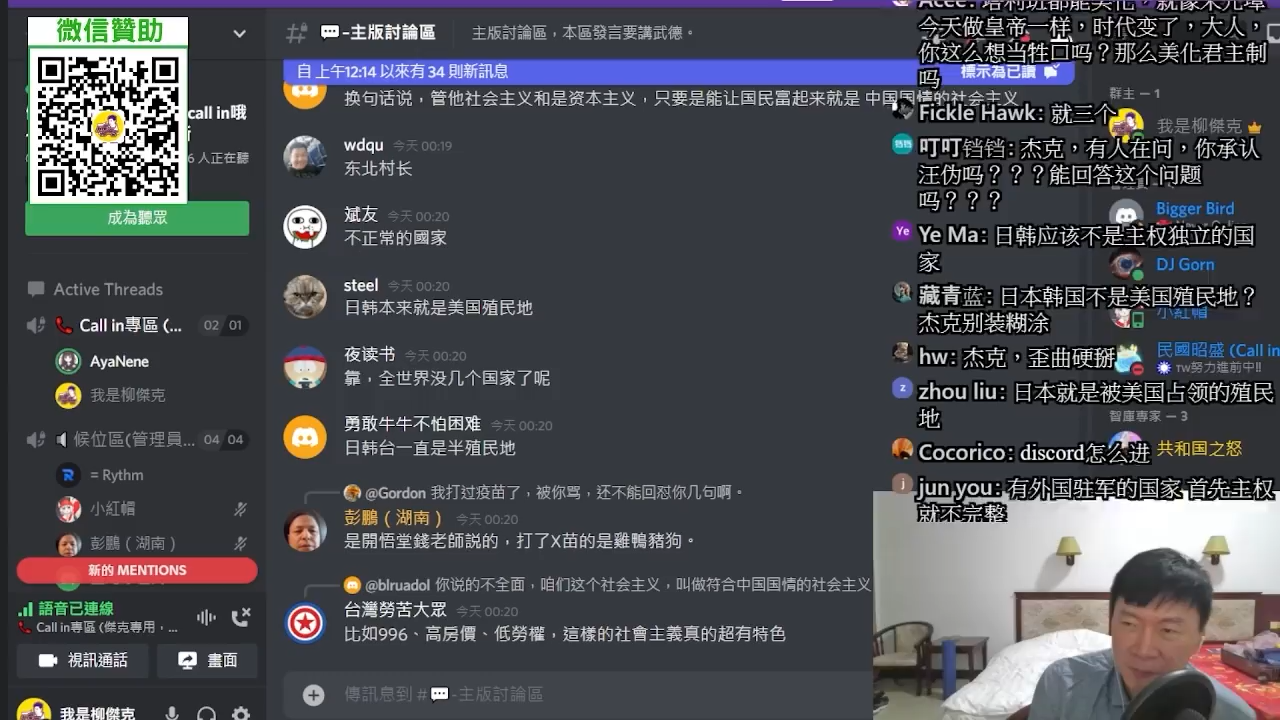 微信贊助
call in哦
6 人正在聽
成為聽眾
Active Threads
Call in專區 (... 02 01
AyaNene
我是柳傑克
候位區(管理員... 04 04
= Rythm
小紅帽
彭鵬（湖南）
新的 MENTIONS
語音已連線
Call in專區 (傑克專用，...
視訊通話
畫面
我是柳傑克
-主版討論區
主版討論區，本區發言要講武德。
自 上午12:14 以來有 34 則新訊息
標示為已讀
换句话说，管他社会主义和是资本主义，只要是能让国民富起来就是 中国国情的社会主义
wdqu 今天 00:19
东北村长
斌友 今天 00:20
不正常的國家
steel 今天 00:20
日韩本来就是美国殖民地
夜读书 今天 00:20
靠，全世界没几个国家了呢
勇敢牛牛不怕困难 今天 00:20
日韩台一直是半殖民地
@Gordon 我打过疫苗了，被你骂，还不能回怼你几句啊。
彭鵬（湖南） 今天 00:20
是開悟堂錢老師説的，打了X苗的是雞鴨豬狗。
@blruadol 你说的不全面，咱们这个社会主义，叫做符合中国国情的社会主义
台灣勞苦大眾 今天 00:20
比如996、高房價、低勞權，這樣的社會主義真的超有特色
傳訊息到 # -主版討論區
今天做皇帝一样，时代变了，大人，
你这么想当牲口吗？那么美化君主制
吗
Fickle Hawk: 就三个
叮叮铛铛: 杰克，有人在问，你承认
汪伪吗？？？能回答这个问题
吗？？？
Ye Ma: 日韩应该不是主权独立的国
家
藏青蓝: 日本韩国不是美国殖民地？
杰克别装糊涂
hw: 杰克，歪曲硬掰
zhou liu: 日本就是被美国占领的殖民
地
Cocorico: discord怎么进
jun you: 有外国驻军的国家 首先主权
就不完整
群主 — 1
我是柳傑克
Bigger Bird
DJ Gorn
小紅帽
民國昭盛 (Call in
TW努力進前中!!
智庫專家 — 3
共和国之怒